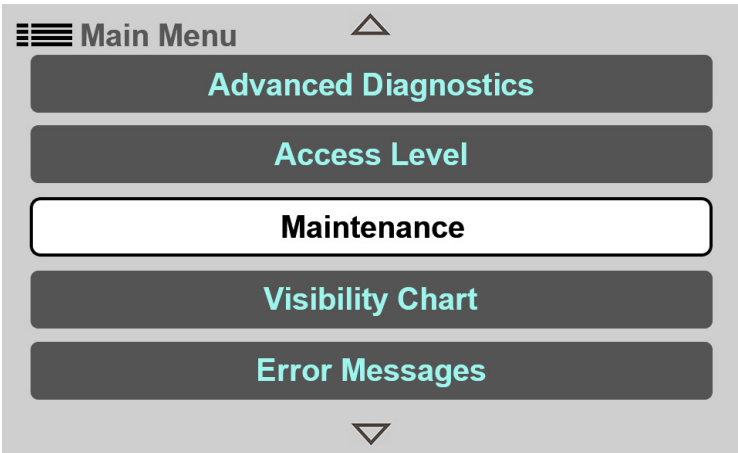 Main Menu
Advanced Diagnostics
Access Level
Maintenance
Visibility Chart
Error Messages